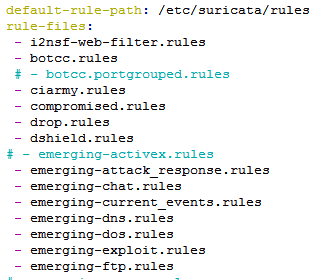 default-rule-path: /etc/suricata/rules
rule-files:
 - i2nsf-web-filter.rules
 - botcc.rules
 # - botcc.portgrouped.rules
 - ciarmy.rules
 - compromised.rules
 - drop.rules
 - dshield.rules
# - emerging-activex.rules
 - emerging-attack_response.rules
 - emerging-chat.rules
 - emerging-current_events.rules
 - emerging-dns.rules
 - emerging-dos.rules
 - emerging-exploit.rules
 - emerging-ftp.rules